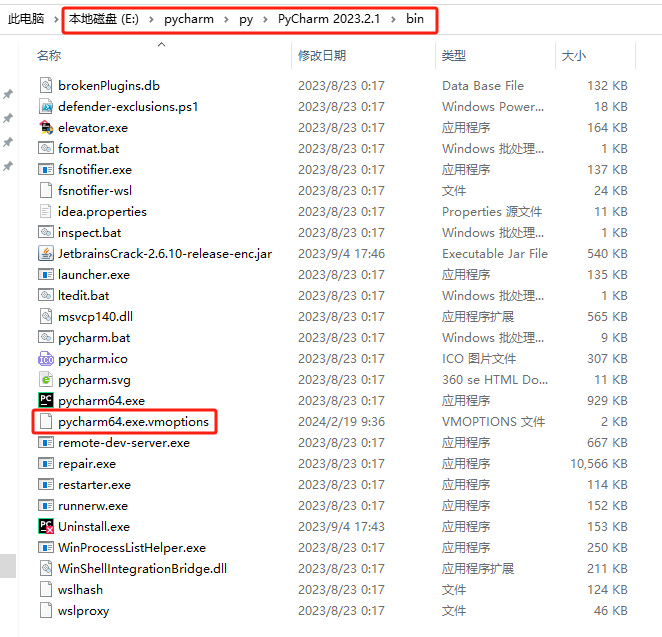 此电脑 › 本地磁盘 (E:) › pycharm › py › PyCharm 2023.2.1 › bin
名称 修改日期 类型 大小
brokenPlugins.db 2023/8/23 0:17 Data Base File 132 KB
defender-exclusions.ps1 2023/8/23 0:17 Windows Power... 18 KB
elevator.exe 2023/8/23 0:17 应用程序 164 KB
format.bat 2023/8/23 0:17 Windows 批处理... 1 KB
fsnotifier.exe 2023/8/23 0:17 应用程序 137 KB
fsnotifier-wsl 2023/8/23 0:17 文件 24 KB
idea.properties 2023/8/23 0:17 Properties 源文件 11 KB
inspect.bat 2023/8/23 0:17 Windows 批处理... 1 KB
JetbrainsCrack-2.6.10-release-enc.jar 2023/9/4 17:46 Executable Jar File 540 KB
launcher.exe 2023/8/23 0:17 应用程序 135 KB
ltedit.bat 2023/8/23 0:17 Windows 批处理... 1 KB
msvcp140.dll 2023/8/23 0:17 应用程序扩展 565 KB
pycharm.bat 2023/8/23 0:17 Windows 批处理... 9 KB
pycharm.ico 2023/8/23 0:17 ICO 图片文件 307 KB
pycharm.svg 2023/8/23 0:17 360 se HTML Do... 11 KB
pycharm64.exe 2023/8/23 0:17 应用程序 929 KB
pycharm64.exe.vmoptions 2024/2/19 9:36 VMOPTIONS 文件 2 KB
remote-dev-server.exe 2023/8/23 0:17 应用程序 667 KB
repair.exe 2023/8/23 0:17 应用程序 10,566 KB
restarter.exe 2023/8/23 0:17 应用程序 114 KB
runnerw.exe 2023/8/23 0:17 应用程序 152 KB
Uninstall.exe 2023/9/4 17:43 应用程序 153 KB
WinProcessListHelper.exe 2023/8/23 0:17 应用程序 250 KB
WinShellIntegrationBridge.dll 2023/8/23 0:17 应用程序扩展 211 KB
wslhash 2023/8/23 0:17 文件 124 KB
wslproxy 2023/8/23 0:17 文件 46 KB